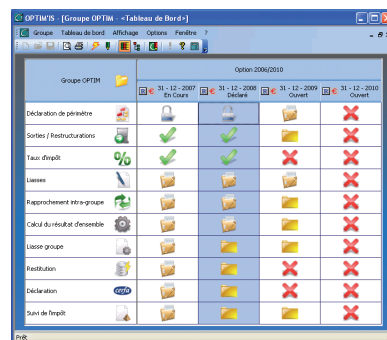 OPTIM'IS - [Groupe OPTIM - <Tableau de Bord>]
Groupe Tableau de bord Affichage Options Fenêtre ?
Groupe OPTIM
Option 2006/2010
31 - 12 - 2007 En Cours
31 - 12 - 2008 Déclaré
31 - 12 - 2009 Ouvert
31 - 12 - 2010 Ouvert
Déclaration de périmètre
Sorties / Restructurations
Taux d'impôt
%
Liasses
Rapprochement intra-groupe
Calcul du résultat d'ensemble
Liasse groupe
Restitution
Déclaration
cerfa
Suivi de l'impôt
Prêt